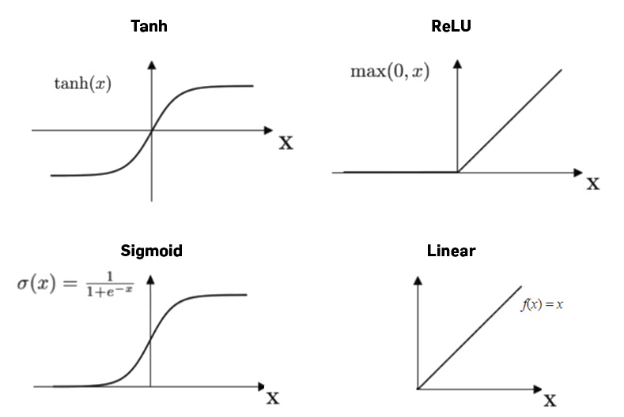 Tanh
tanh(x)
X
ReLU
max(0, x)
X
Sigmoid
σ(x) = 1/1+e⁻ˣ
X
Linear
f(x) = x
X